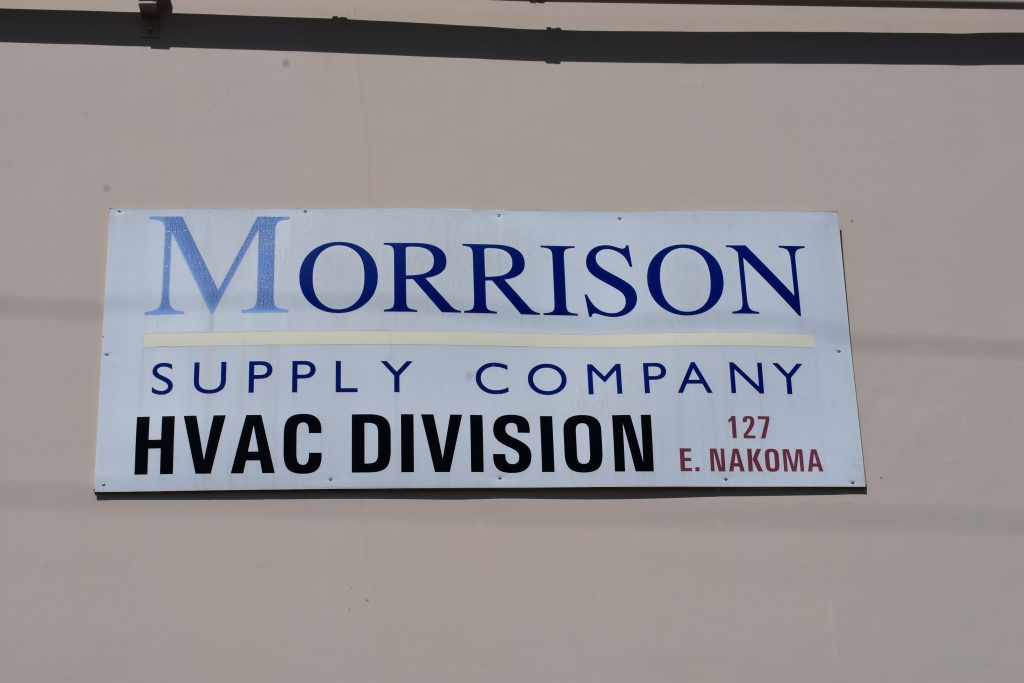 MORRISON
SUPPLY COMPANY
HVAC DIVISION
127
E. NAKOMA